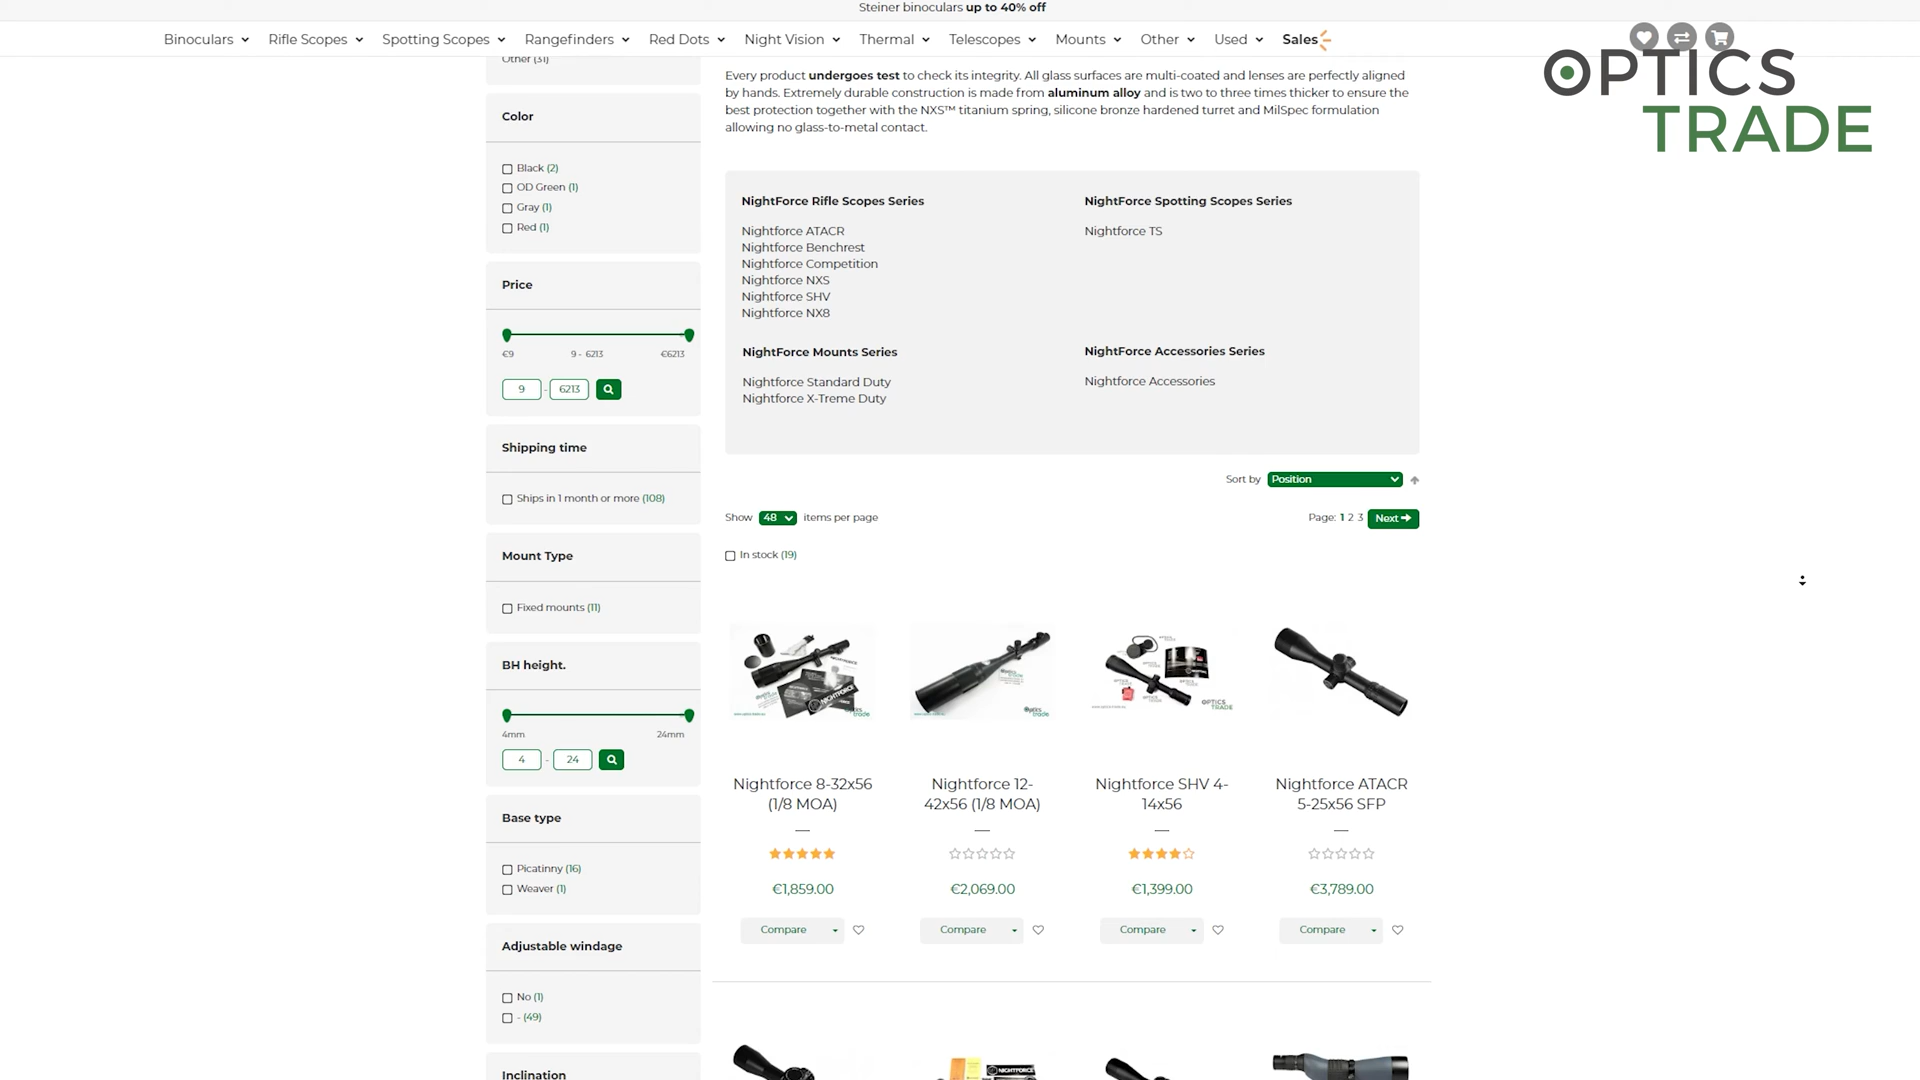 Steiner binoculars up to 40% off
Binoculars Rifle Scopes Spotting Scopes Rangefinders Red Dots Night Vision Thermal Telescopes Mounts Other Used Sales
OPTICS
TRADE
Other (31)
Color
Black (2)
OD Green (1)
Gray (1)
Red (1)
Price
€9 9 - 6213 €6213
9 - 6213
Shipping time
Ships in 1 month or more (108)
Mount Type
Fixed mounts (11)
BH height.
4mm 24mm
4 - 24
Base type
Picatinny (16)
Weaver (1)
Adjustable windage
No (1)
- (49)
Inclination
Every product undergoes test to check its integrity. All glass surfaces are multi-coated and lenses are perfectly aligned
by hands. Extremely durable construction is made from aluminum alloy and is two to three times thicker to ensure the
best protection together with the NXS™ titanium spring, silicone bronze hardened turret and MilSpec formulation
allowing no glass-to-metal contact.
NightForce Rifle Scopes Series
Nightforce ATACR
Nightforce Benchrest
Nightforce Competition
Nightforce NXS
Nightforce SHV
Nightforce NX8
NightForce Spotting Scopes Series
Nightforce TS
NightForce Mounts Series
Nightforce Standard Duty
Nightforce X-Treme Duty
NightForce Accessories Series
Nightforce Accessories
Sort by Position
Show 48 items per page
Page: 1 2 3 Next
In stock (19)
Nightforce 8-32x56
(1/8 MOA)
€1,859.00
Compare
Nightforce 12-
42x56 (1/8 MOA)
€2,069.00
Compare
Nightforce SHV 4-
14x56
€1,399.00
Compare
Nightforce ATACR
5-25x56 SFP
€3,789.00
Compare